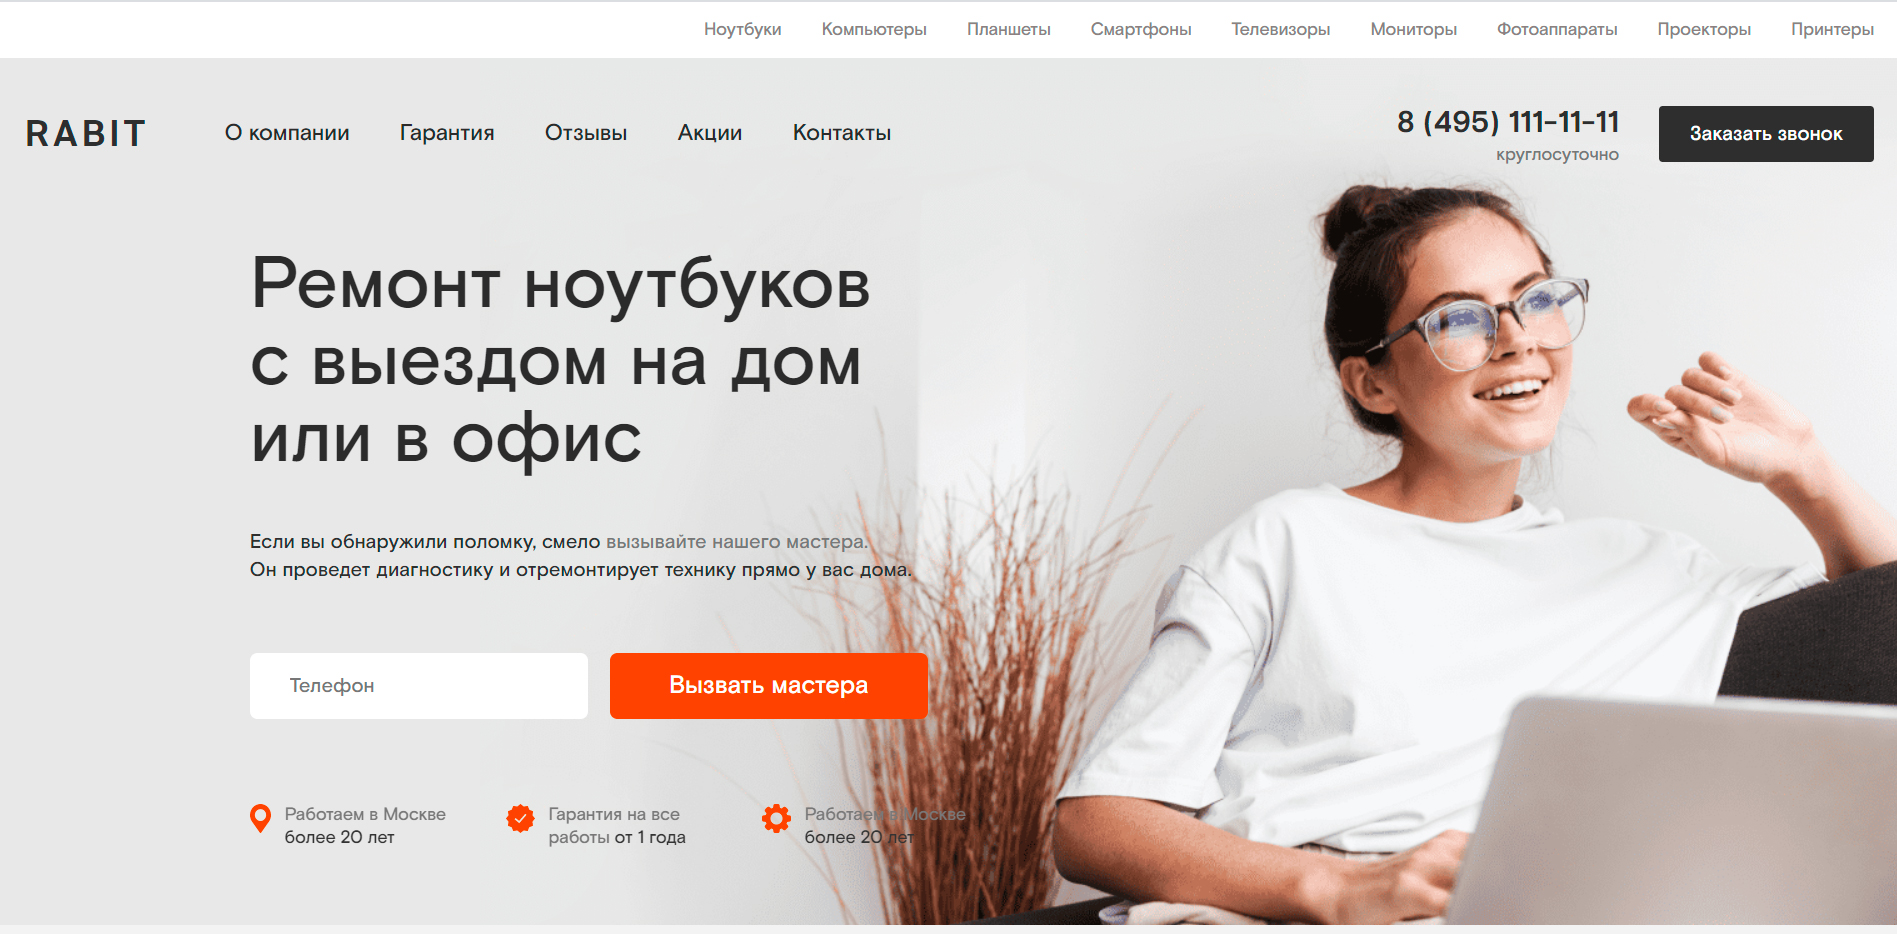 Ноутбуки Компьютеры Планшеты Смартфоны Телевизоры Мониторы Фотоаппараты Проекторы Принтеры
RABIT О компании Гарантия Отзывы Акции Контакты 8 (495) 111-11-11 Заказать звонок
круглосуточно
Ремонт ноутбуков
с выездом на дом
или в офис
Если вы обнаружили поломку, смело вызывайте нашего мастера.
Он проведет диагностику и отремонтирует технику прямо у вас дома.
Телефон Вызвать мастера
Работаем в Москве
более 20 лет
Гарантия на все
работы от 1 года
Работаем в Москве
более 20 лет